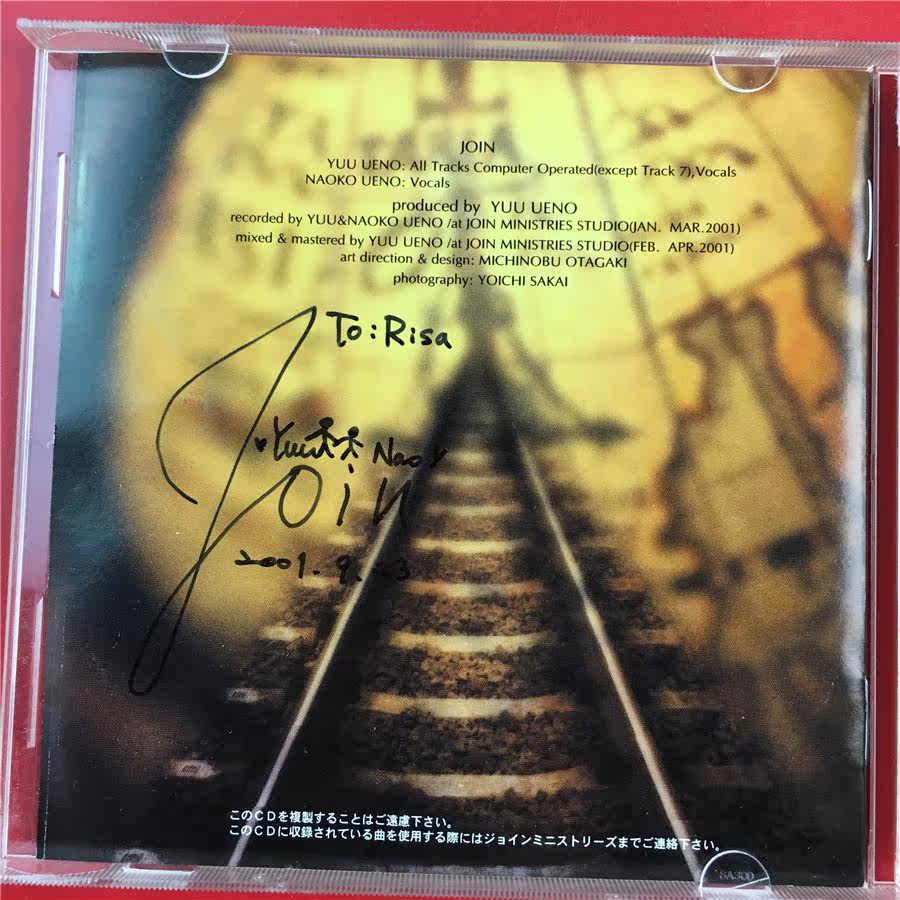 JOIN
YUU UENO: All Tracks Computer Operated(except Track 7),Vocals
NAOKO UENO: Vocals
produced by YUU UENO
recorded by YUU&NAOKO UENO /at JOIN MINISTRIES STUDIO(JAN. MAR.2001)
mixed & mastered by YUU UENO /at JOIN MINISTRIES STUDIO(FEB. APR.2001)
art direction & design: MICHINOBU OTAGAKI
photography: YOICHI SAKAI
To:Risa
Yuu Nao
Join
このCDを複製することはご遠慮下さい。
このCDに収録されている曲を使用する際にはジョインミニストリーズまでご連絡下さい。
SA300